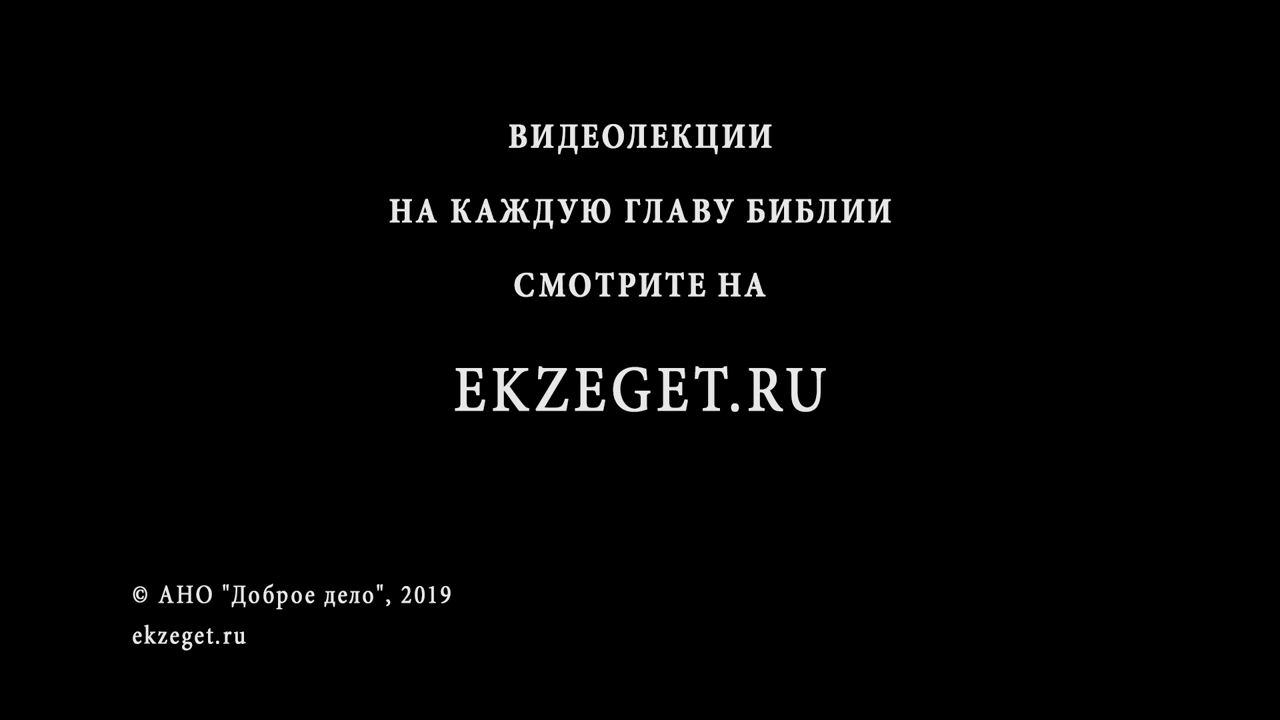 ВИДЕОЛЕКЦИИ
НА КАЖДУЮ ГЛАВУ БИБЛИИ
СМОТРИТЕ НА
EKZEGET.RU
© АНО "Доброе дело", 2019
ekzeget.ru